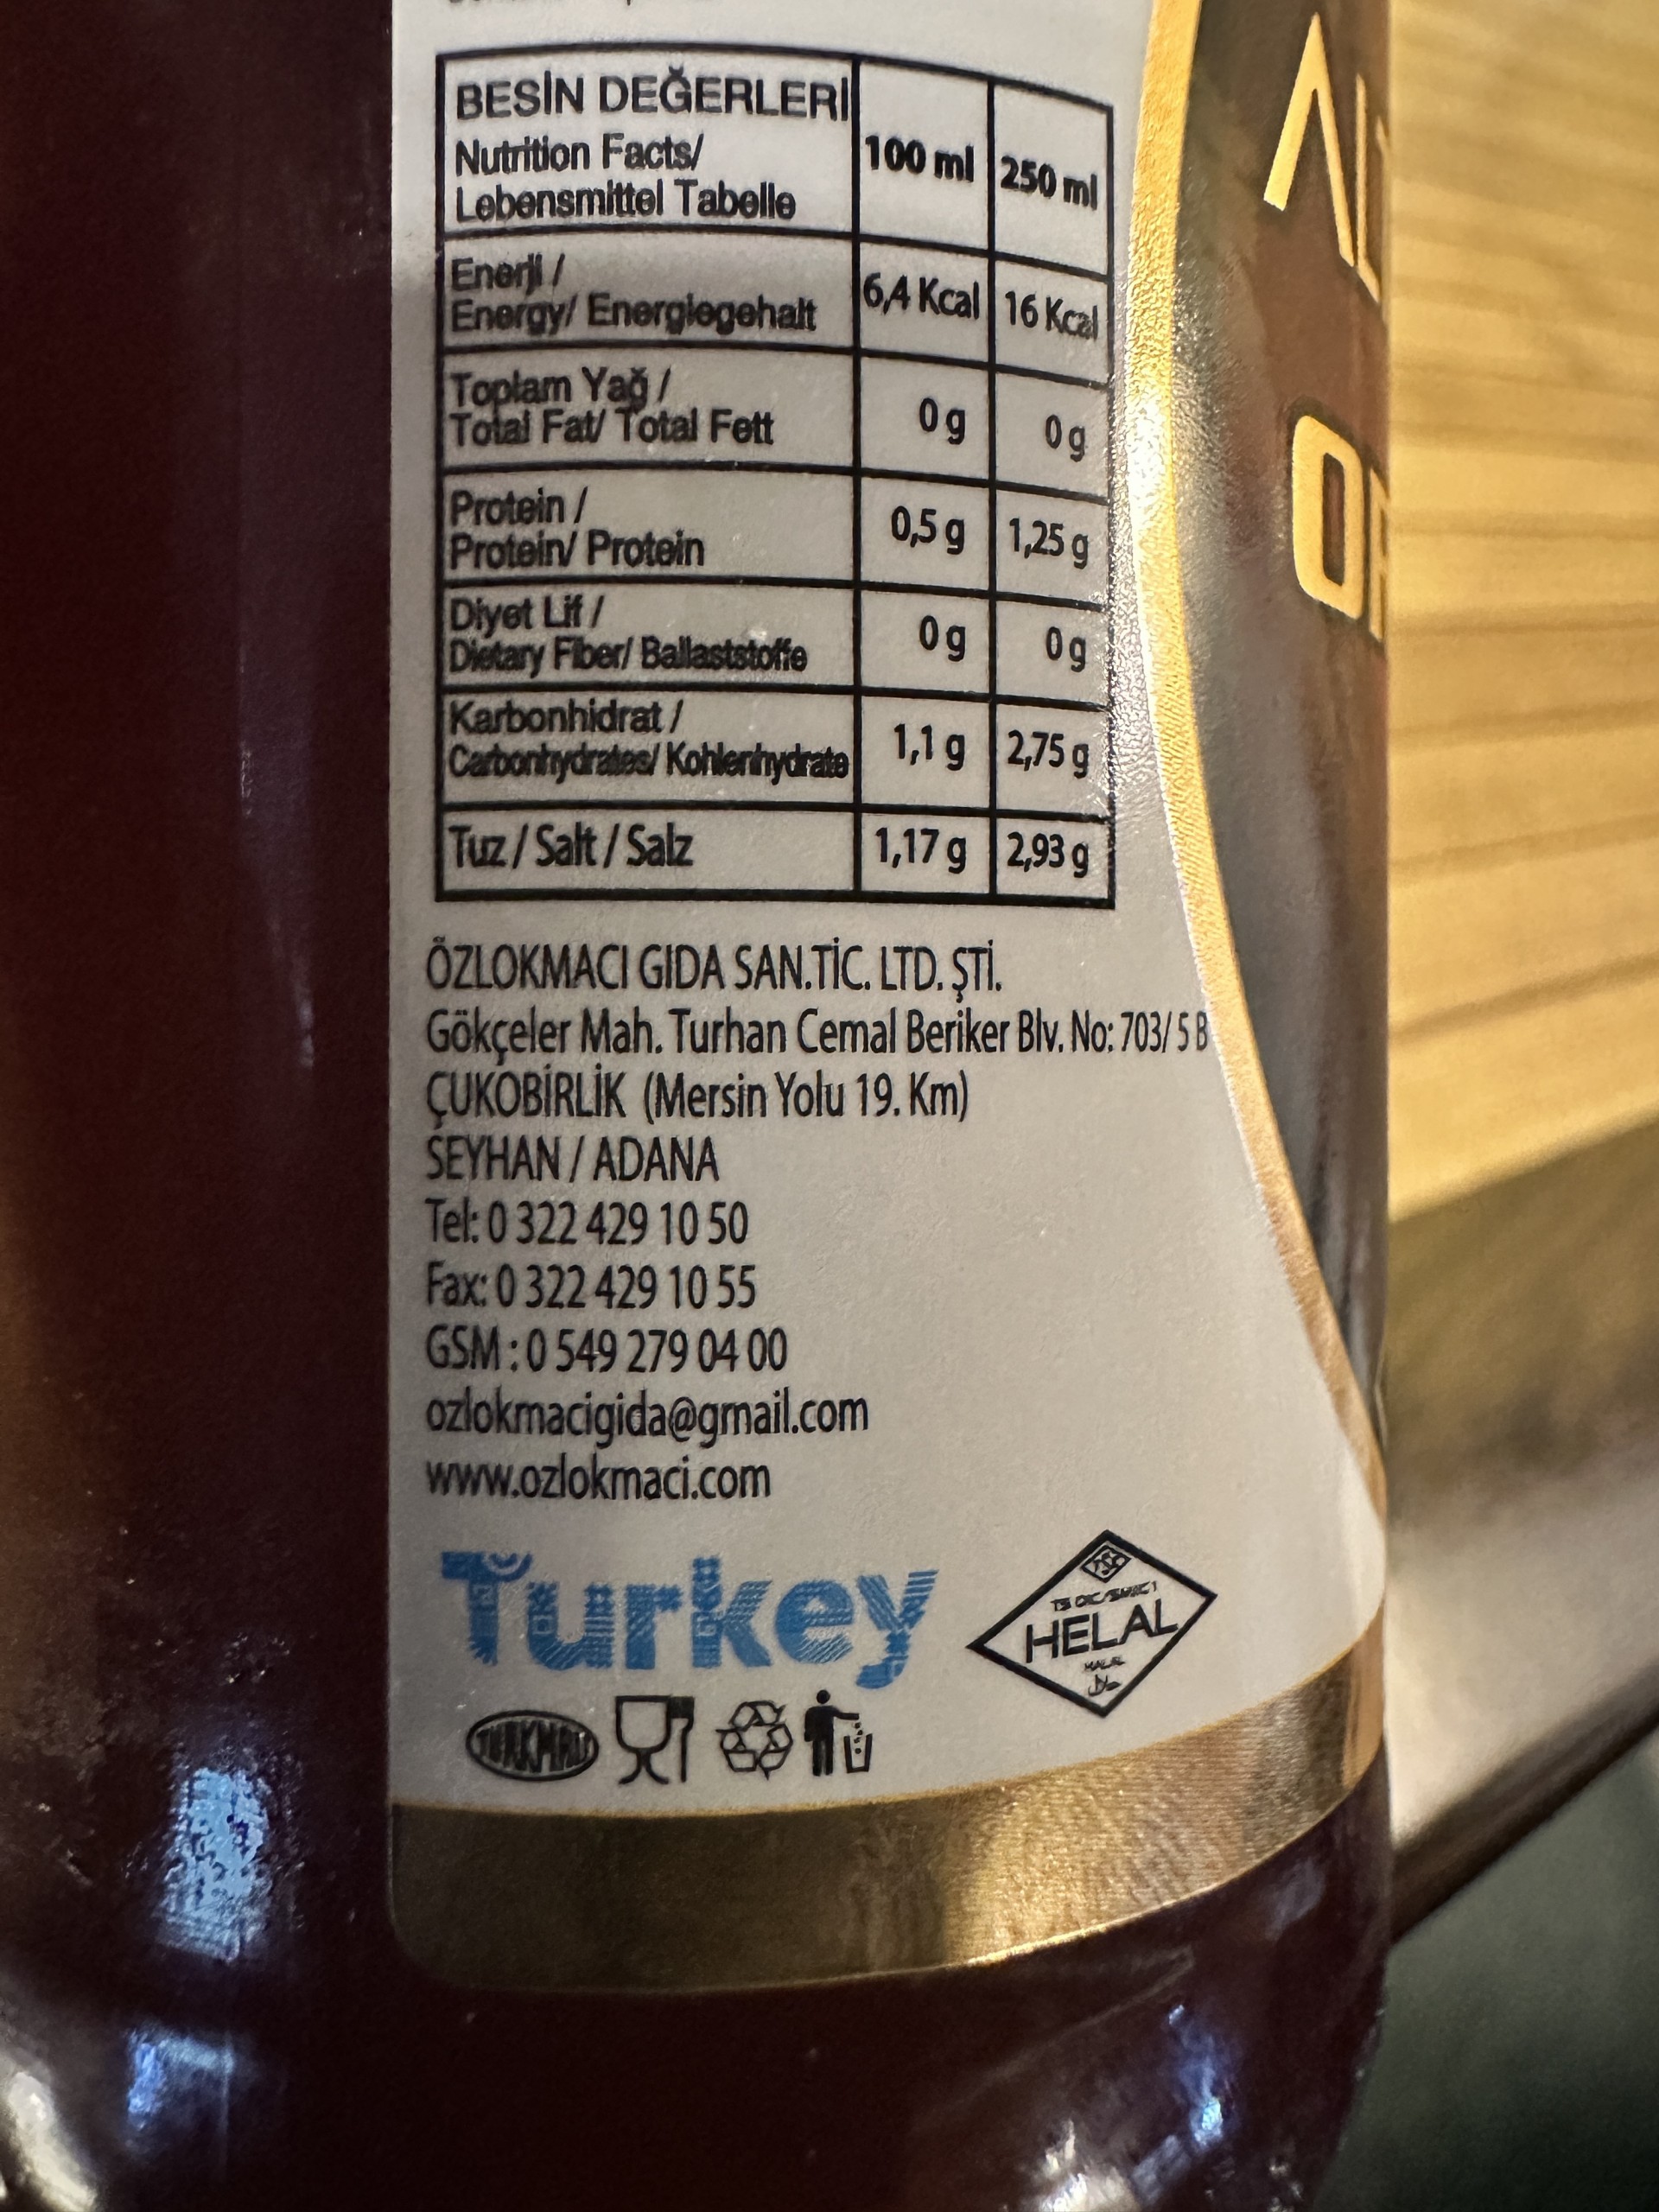 BESİN DEĞERLERİ
Nutrition Facts/
Lebensmittel Tabelle
100 ml
250 ml
Enerji /
Energy/ Energiegehalt
6,4 Kcal
16 Kcal
Toplam Yağ /
Total Fat/ Total Fett
0 g
0 g
Protein /
Protein/ Protein
0,5 g
1,25 g
Diyet Lif /
Dietary Fiber/ Ballaststoffe
0 g
0 g
Karbonhidrat /
Carbonhydrates/ Kohlenhydrate
1,1 g
2,75 g
Tuz / Salt / Salz
1,17 g
2,93 g
ÖZLOKMACI GIDA SAN.TİC. LTD. ŞTİ.
Gökçeler Mah. Turhan Cemal Beriker Blv. No: 703/ 5 B
ÇUKOBİRLİK (Mersin Yolu 19. Km)
SEYHAN / ADANA
Tel: 0 322 429 10 50
Fax: 0 322 429 10 55
GSM : 0 549 279 04 00
ozlokmacigida@gmail.com
www.ozlokmaci.com
Turkey
HELAL
HALAL
TÜRKMALI